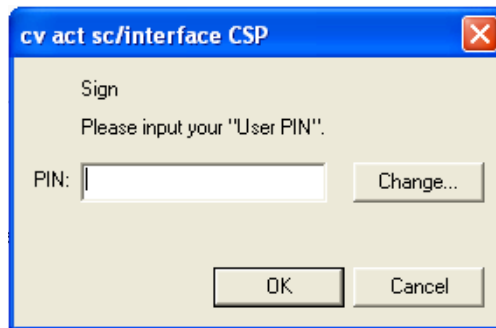 cv act sc/interface CSP
Sign
Please input your "User PIN".
PIN:
Change...
OK
Cancel